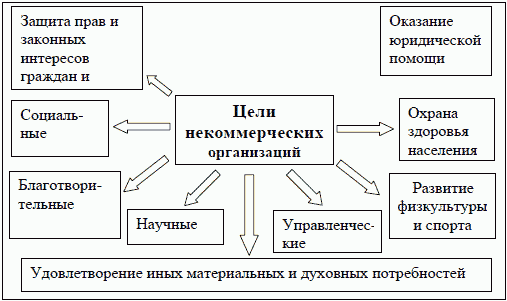 Защита прав и
законных
интересов
граждан и
Оказание
юридической
помощи
Цели
некоммерческих
организаций
Социаль-
ные
Охрана
здоровья
населения
Благотвори-
тельные
Научные
Управленчес-
кие
Развитие
физкультуры
и спорта
Удовлетворение иных материальных и духовных потребностей